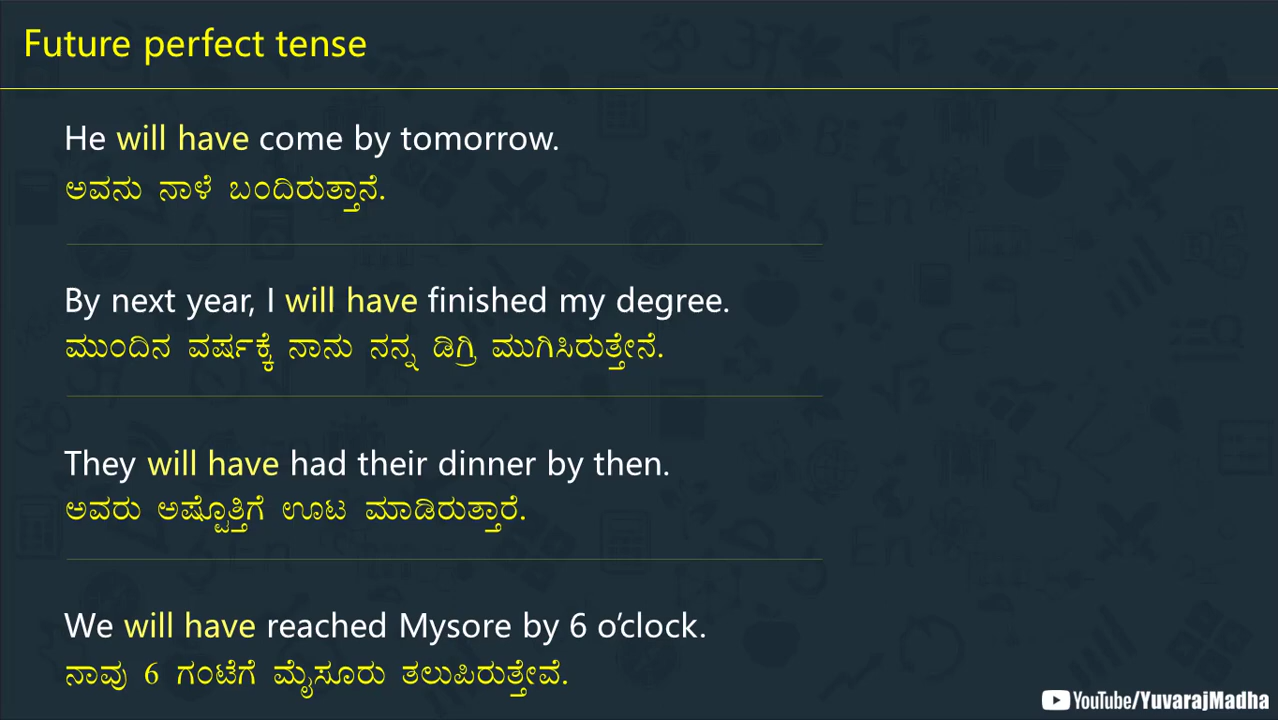 Future perfect tense
He will have come by tomorrow.
ಅವನು ನಾಳೆ ಬಂದಿರುತ್ತಾನೆ.
By next year, I will have finished my degree.
ಮುಂದಿನ ವರ್ಷಕ್ಕೆ ನಾನು ನನ್ನ ಡಿಗ್ರಿ ಮುಗಿಸಿರುತ್ತೇನೆ.
They will have had their dinner by then.
ಅವರು ಅಷ್ಟೊತ್ತಿಗೆ ಊಟ ಮಾಡಿರುತ್ತಾರೆ.
We will have reached Mysore by 6 o’clock.
ನಾವು 6 ಗಂಟೆಗೆ ಮೈಸೂರು ತಲುಪಿರುತ್ತೇವೆ.
YouTube/YuvarajMadha